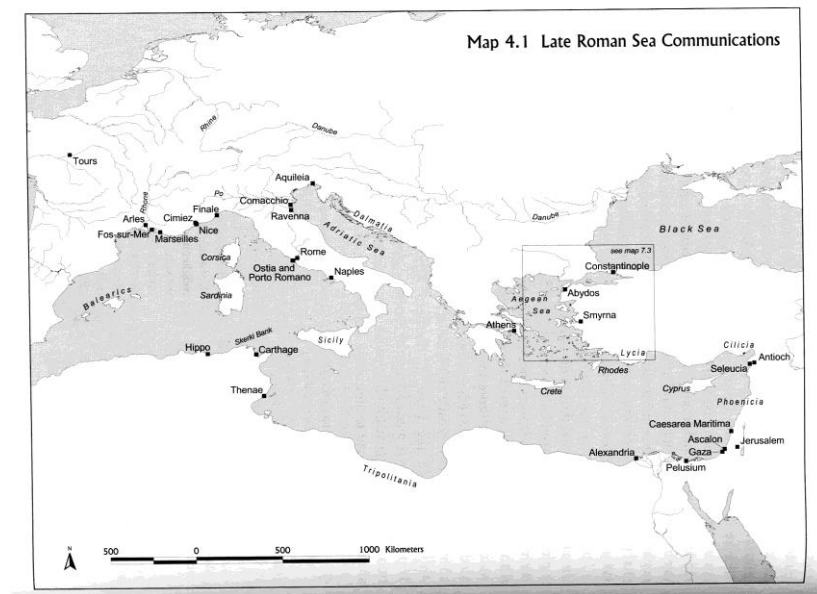 Map 4.1 Late Roman Sea Communications
Rhine
Danube
Tours
Aquileia
Rhone
Po
Comacchio
Finale
Ravenna
Arles
Cimiez
Nice
Fos-sur-Mer
Marseilles
Dalmatia
Adriatic Sea
Danube
Black Sea
see map 7.3
Corsica
Rome
Ostia and
Porto Romano
Naples
Constantinople
Balearics
Sardinia
Abydos
Aegean
Sea
Smyrna
Athens
Skerki Bank
Sicily
Hippo
Carthage
Lycia
Rhodes
Cilicia
Antioch
Seleucia
Thenae
Crete
Cyprus
Phoenicia
Caesarea Maritima
Ascalon
Jerusalem
Gaza
Alexandria
Pelusium
Tripolitania
N
500 0 500 1000 Kilometers